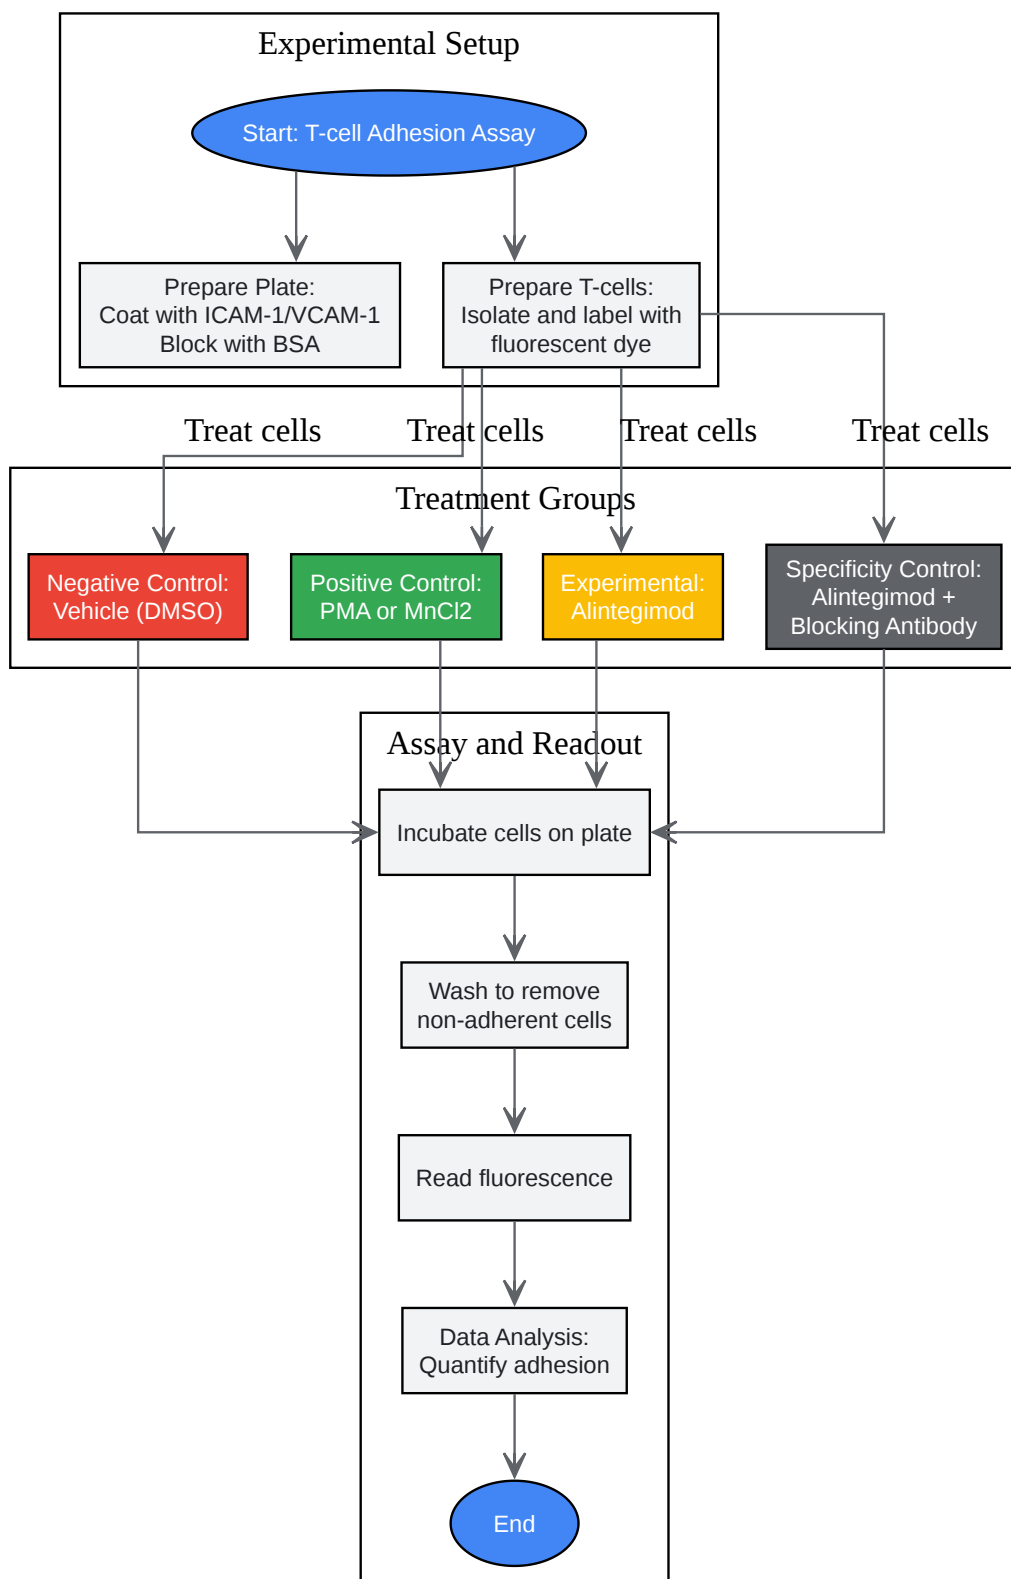 Experimental Setup
Start: T-cell Adhesion Assay
Prepare Plate:
Coat with ICAM-1/VCAM-1
Block with BSA
Prepare T-cells:
Isolate and label with
fluorescent dye
Treat cells
Treat cells
Treat cells
Treat cells
Treatment Groups
Negative Control:
Vehicle (DMSO)
Positive Control:
PMA or MnCl2
Experimental:
Alintegimod
Specificity Control:
Alintegimod +
Blocking Antibody
Assay and Readout
Incubate cells on plate
Wash to remove
non-adherent cells
Read fluorescence
Data Analysis:
Quantify adhesion
End